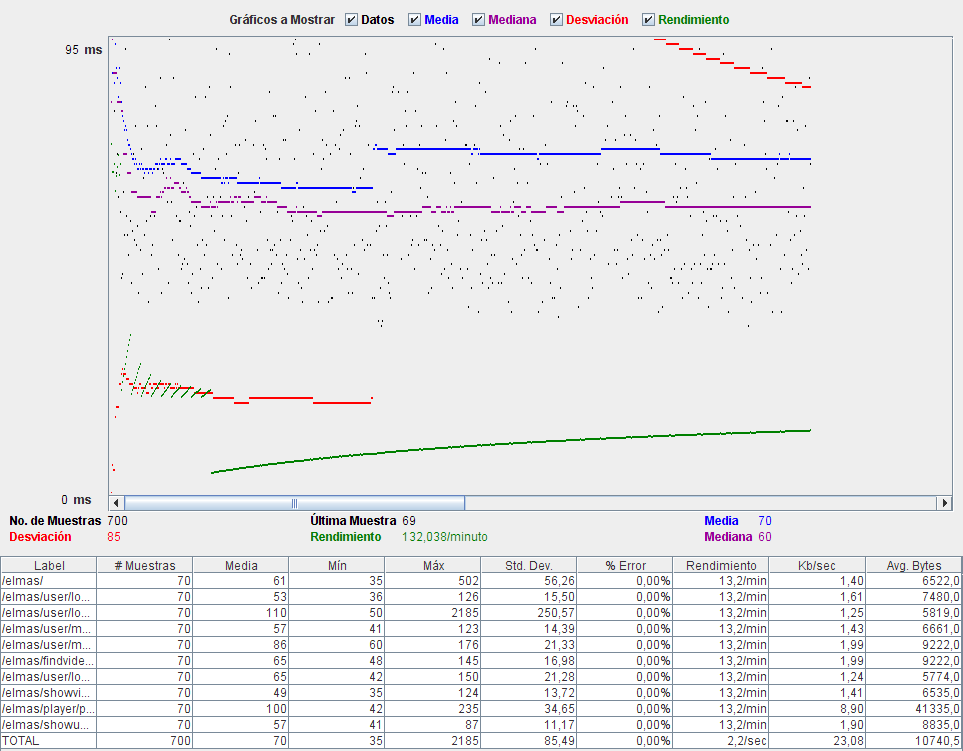 Gráficos a Mostrar Datos Media Mediana Desviación Rendimiento
95 ms
0 ms
No. de Muestras 700 Última Muestra 69 Media 70
Desviación 85 Rendimiento 132,038/minuto Mediana 60
Label # Muestras Media Mín Máx Std. Dev. % Error Rendimiento Kb/sec Avg. Bytes
/elmas/ 70 61 35 502 56,26 0,00% 13,2/min 1,40 6522,0
/elmas/user/lo... 70 53 36 126 15,50 0,00% 13,2/min 1,61 7480,0
/elmas/user/lo... 70 110 50 2185 250,57 0,00% 13,2/min 1,25 5819,0
/elmas/user/m... 70 57 41 123 14,39 0,00% 13,2/min 1,43 6661,0
/elmas/user/m... 70 86 60 176 21,33 0,00% 13,2/min 1,99 9222,0
/elmas/findvide... 70 65 48 145 16,98 0,00% 13,2/min 1,99 9222,0
/elmas/user/lo... 70 65 42 150 21,28 0,00% 13,2/min 1,24 5774,0
/elmas/showvi... 70 49 35 124 13,72 0,00% 13,2/min 1,41 6535,0
/elmas/player/p... 70 100 42 235 34,65 0,00% 13,2/min 8,90 41335,0
/elmas/showu... 70 57 41 87 11,17 0,00% 13,2/min 1,90 8835,0
TOTAL 700 70 35 2185 85,49 0,00% 2,2/sec 23,08 10740,5